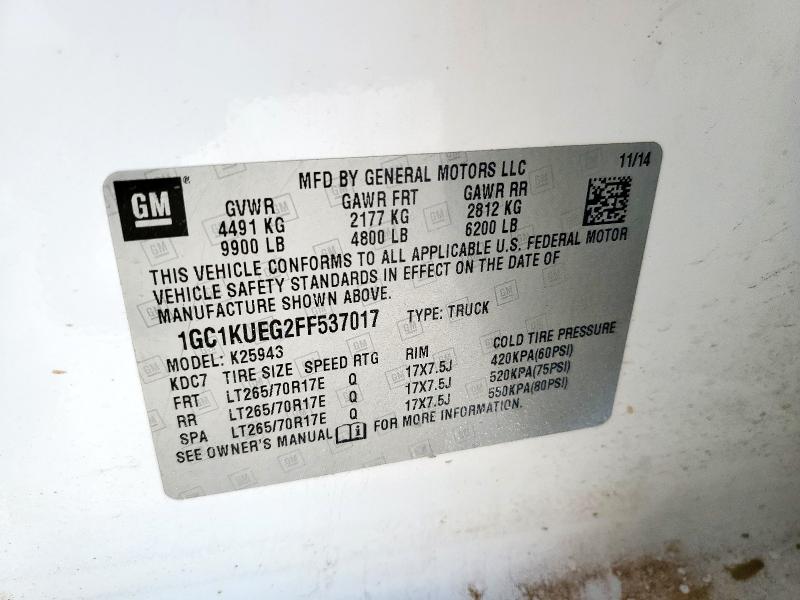 GM ®
MFD BY GENERAL MOTORS LLC 11/14
GVWR GAWR FRT GAWR RR
4491 KG 2177 KG 2812 KG
9900 LB 4800 LB 6200 LB
THIS VEHICLE CONFORMS TO ALL APPLICABLE U.S. FEDERAL MOTOR
VEHICLE SAFETY STANDARDS IN EFFECT ON THE DATE OF
MANUFACTURE SHOWN ABOVE.
1GC1KUEG2FF537017 TYPE: TRUCK
MODEL: K25943
KDC7 TIRE SIZE SPEED RTG RIM COLD TIRE PRESSURE
FRT LT265/70R17E Q 17X7.5J 420KPA(60PSI)
RR LT265/70R17E Q 17X7.5J 520KPA(75PSI)
SPA LT265/70R17E Q 17X7.5J 550KPA(80PSI)
SEE OWNER'S MANUAL FOR MORE INFORMATION.